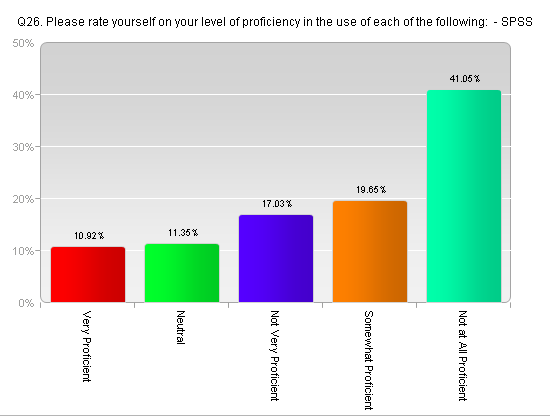 Q26. Please rate yourself on your level of proficiency in the use of each of the following:  - SPSS
50%
40%
30%
20%
10%
0%
10.92%
11.35%
17.03%
19.65%
41.05%
Very Proficient
Neutral
Not Very Proficient
Somewhat Proficient
Not at All Proficient